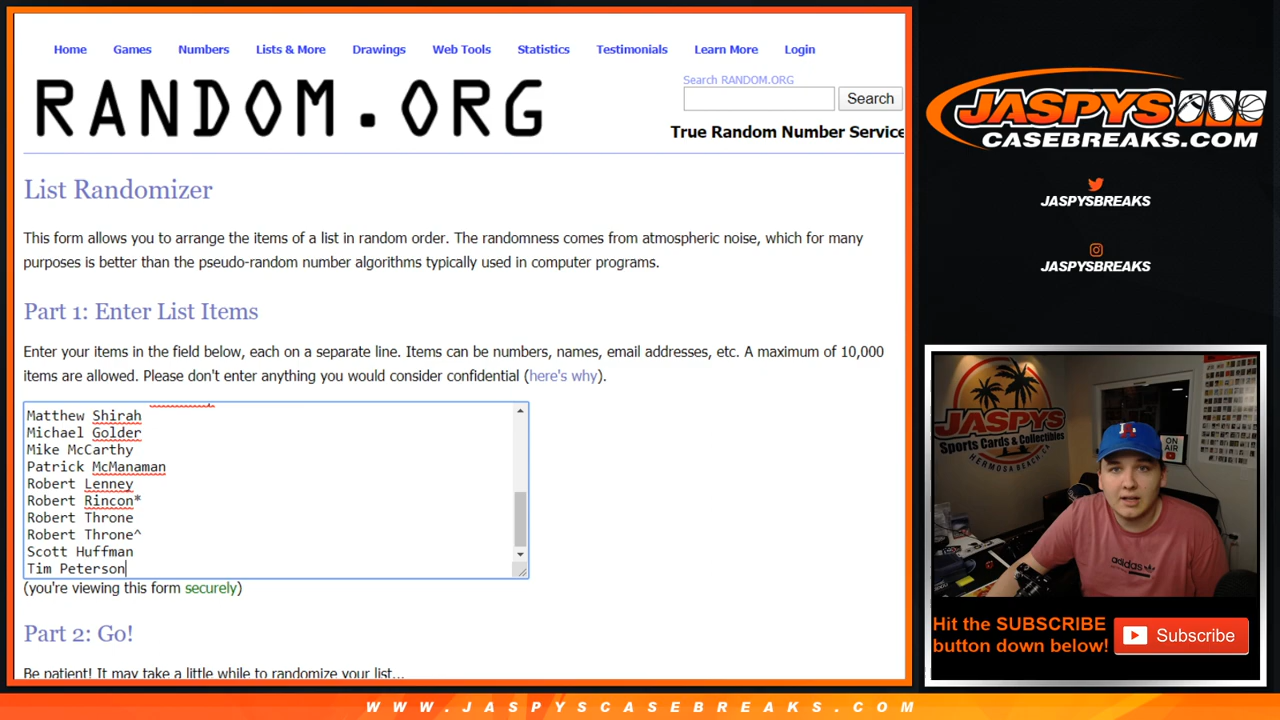 Home Games Numbers Lists & More Drawings Web Tools Statistics Testimonials Learn More Login
RANDOM.ORG
Search RANDOM.ORG
Search
True Random Number Service
List Randomizer
This form allows you to arrange the items of a list in random order. The randomness comes from atmospheric noise, which for many
purposes is better than the pseudo-random number algorithms typically used in computer programs.
Part 1: Enter List Items
Enter your items in the field below, each on a separate line. Items can be numbers, names, email addresses, etc. A maximum of 10,000
items are allowed. Please don't enter anything you would consider confidential (here's why).
Matthew Shirah
Michael Golder
Mike McCarthy
Patrick McManaman
Robert Lenney
Robert Rincon*
Robert Throne
Robert Throne^
Scott Huffman
Tim Peterson
(you're viewing this form securely)
Part 2: Go!
Be patient! It may take a little while to randomize your list...
JASPYS
CASEBREAKS.COM
JASPYSBREAKS
JASPYSBREAKS
JASPYS
Sports Cards & Collectibles
HERMOSA BEACH, CA
ON AIR
adidas
Hit the SUBSCRIBE
button down below!
Subscribe
WWW.JASPYSCASEBREAKS.COM